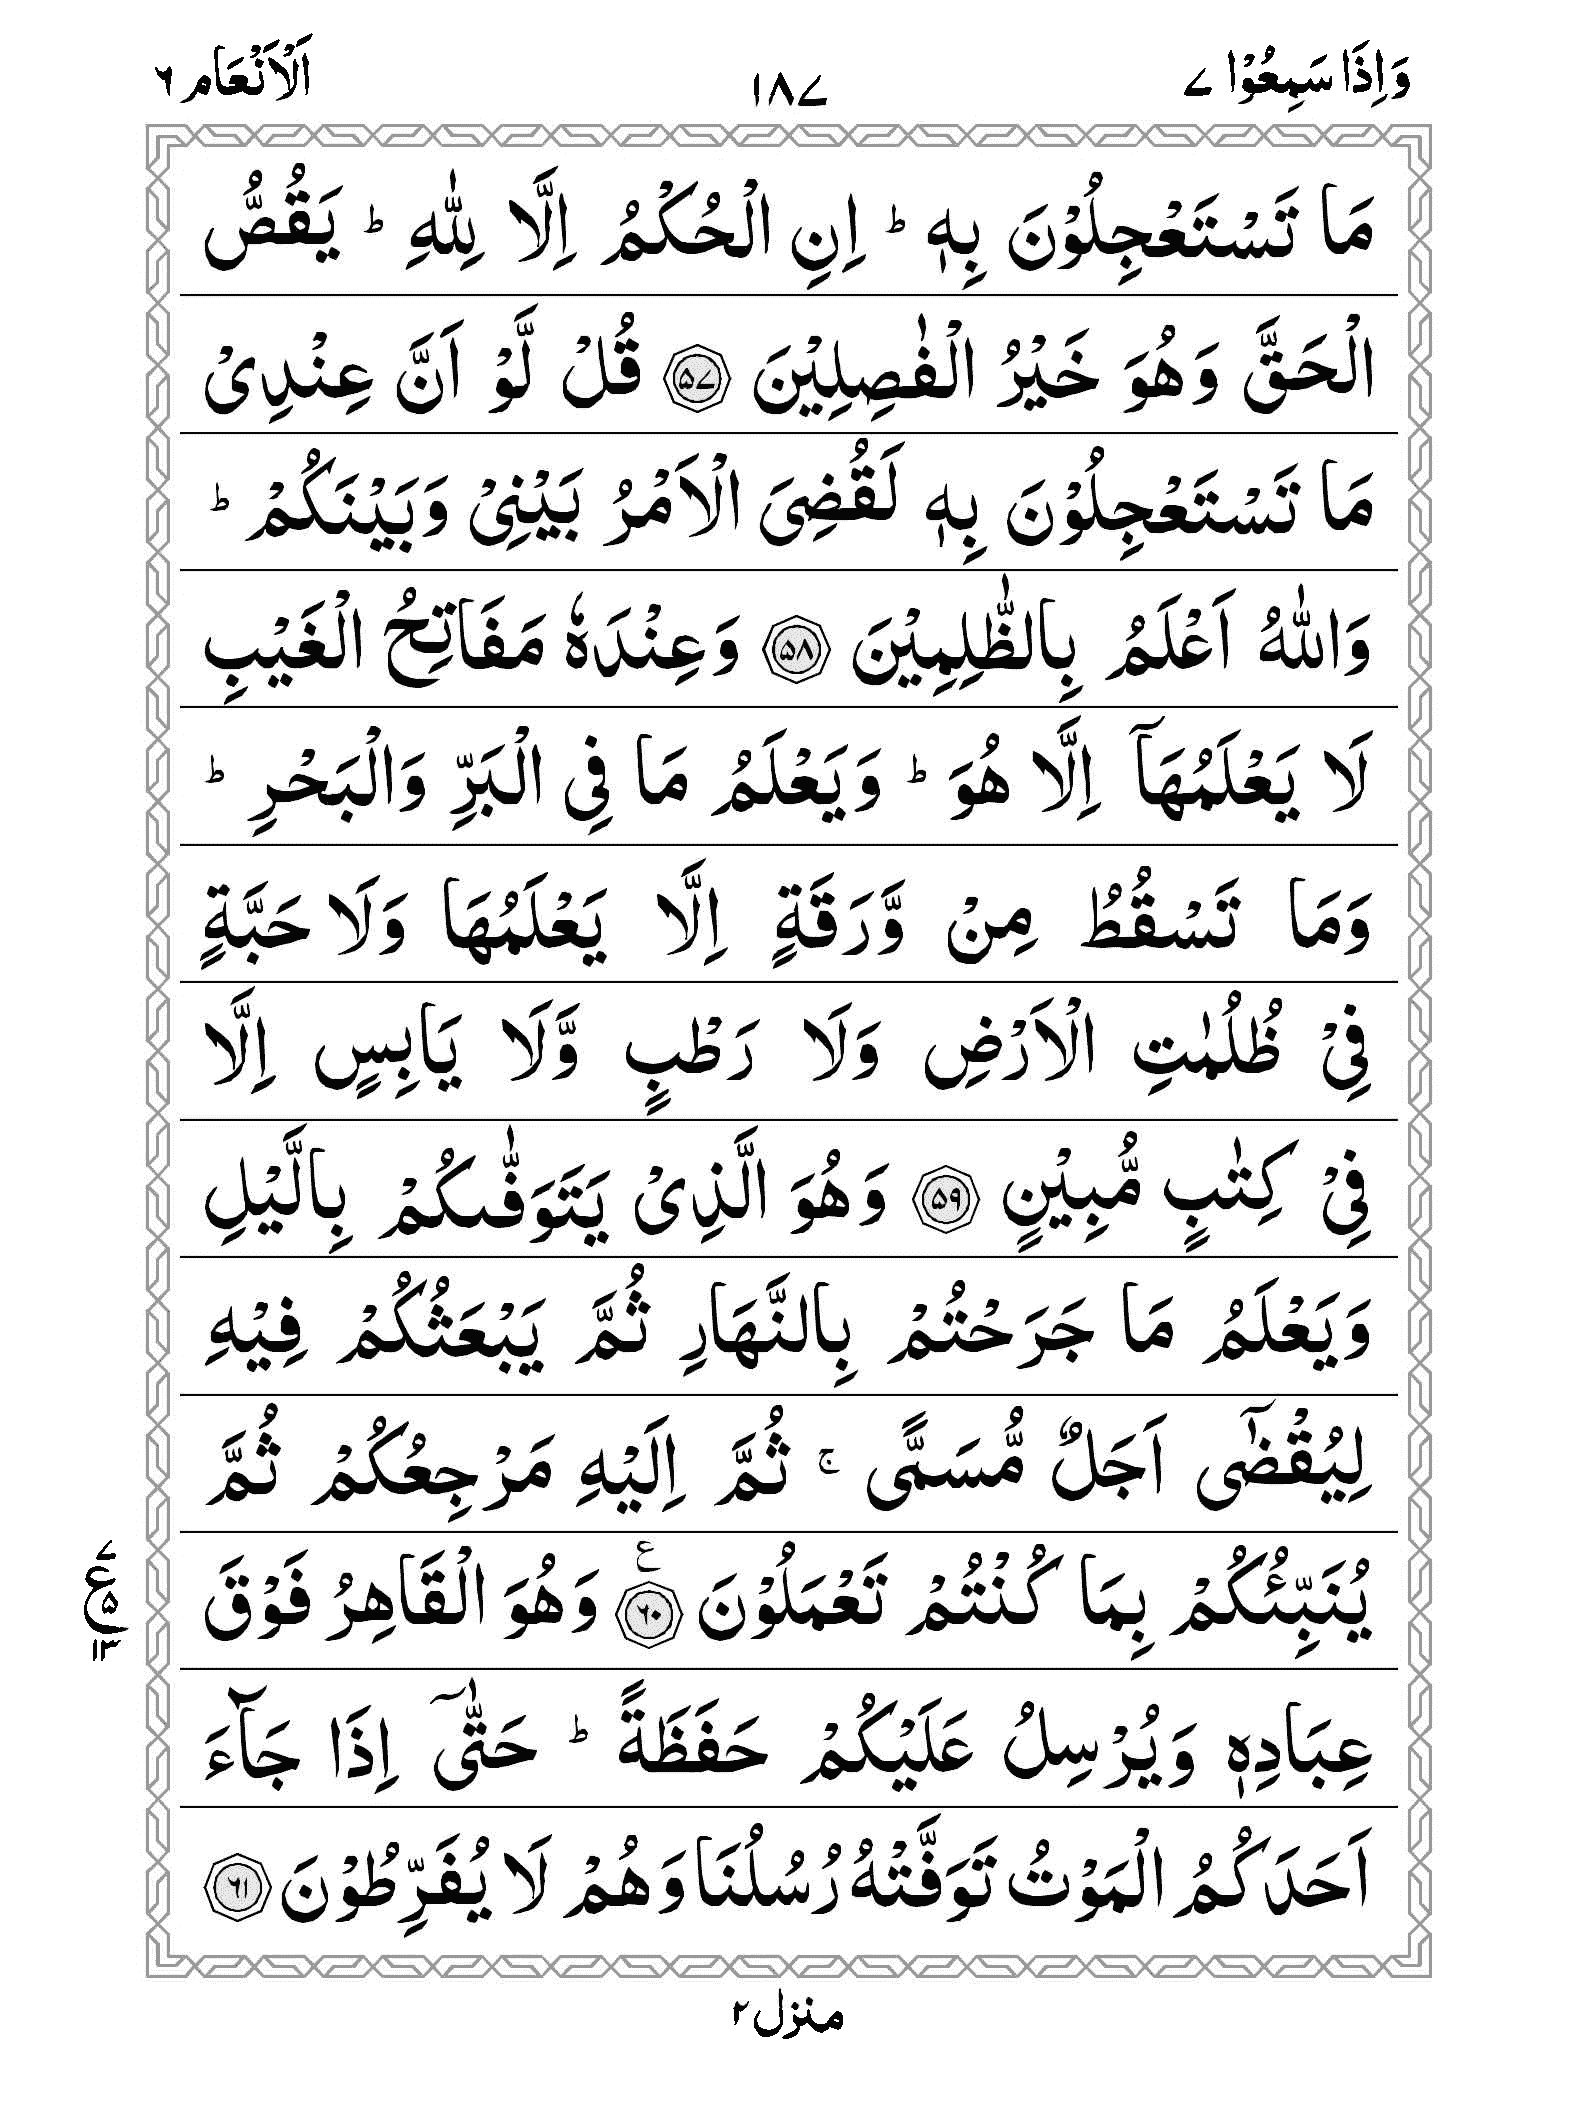 وَاِذَا سَمِعُوْا ٧
١٨٧
اَلْاَنْعَام ٦
مَا تَسْتَعْجِلُوْنَ بِهٖ ؕ اِنِ الْحُكْمُ اِلَّا لِلّٰهِ ؕ يَقُصُّ
الْحَقَّ وَهُوَ خَيْرُ الْفٰصِلِيْنَ ۝٥٧ قُلْ لَّوْ اَنَّ عِنْدِىْ
مَا تَسْتَعْجِلُوْنَ بِهٖ لَقُضِىَ الْاَمْرُ بَيْنِىْ وَبَيْنَكُمْ ؕ
وَاللّٰهُ اَعْلَمُ بِالظّٰلِمِيْنَ ۝٥٨ وَعِنْدَهٗ مَفَاتِحُ الْغَيْبِ
لَا يَعْلَمُهَاۤ اِلَّا هُوَ ؕ وَيَعْلَمُ مَا فِى الْبَرِّ وَالْبَحْرِ ؕ
وَمَا تَسْقُطُ مِنْ وَّرَقَةٍ اِلَّا يَعْلَمُهَا وَلَا حَبَّةٍ
فِىْ ظُلُمٰتِ الْاَرْضِ وَلَا رَطْبٍ وَّلَا يَابِسٍ اِلَّا
فِىْ كِتٰبٍ مُّبِيْنٍ ۝٥٩ وَهُوَ الَّذِىْ يَتَوَفّٰٮكُمْ بِالَّيْلِ
وَيَعْلَمُ مَا جَرَحْتُمْ بِالنَّهَارِ ثُمَّ يَبْعَثُكُمْ فِيْهِ
لِيُقْضٰٓى اَجَلٌ مُّسَمًّى ۚ ثُمَّ اِلَيْهِ مَرْجِعُكُمْ ثُمَّ
يُنَبِّئُكُمْ بِمَا كُنْتُمْ تَعْمَلُوْنَ ۝٦٠ ع وَهُوَ الْقَاهِرُ فَوْقَ
٧ ع ٥ ١٣
عِبَادِهٖ وَيُرْسِلُ عَلَيْكُمْ حَفَظَةً ؕ حَتّٰٓى اِذَا جَآءَ
اَحَدَكُمُ الْمَوْتُ تَوَفَّتْهُ رُسُلُنَا وَهُمْ لَا يُفَرِّطُوْنَ ۝٦١
منزل ٢